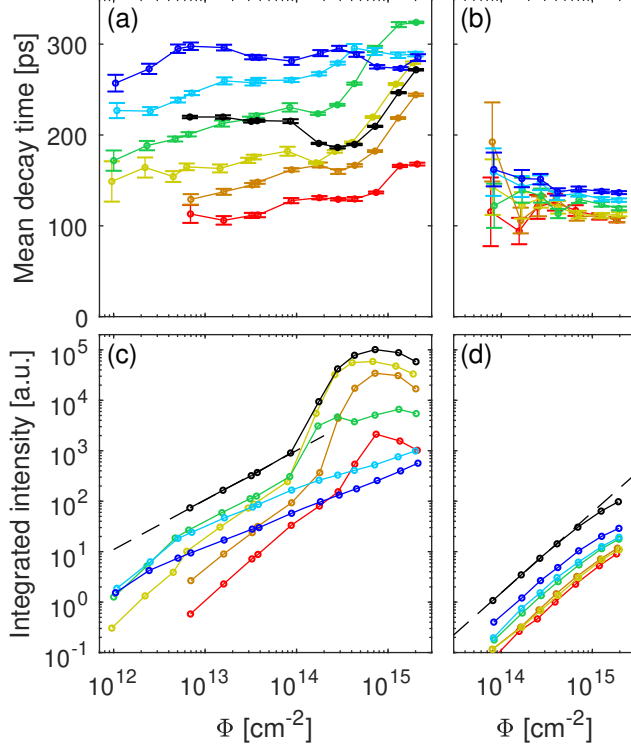 (a)
(b)
Mean decay time [ps]
300
200
100
0
(c)
(d)
Integrated intensity [a.u.]
10^5
10^4
10^3
10^2
10^1
10^0
10^-1
10^12 10^13 10^14 10^15
10^14 10^15
Φ [cm^-2]
Φ [cm^-2]